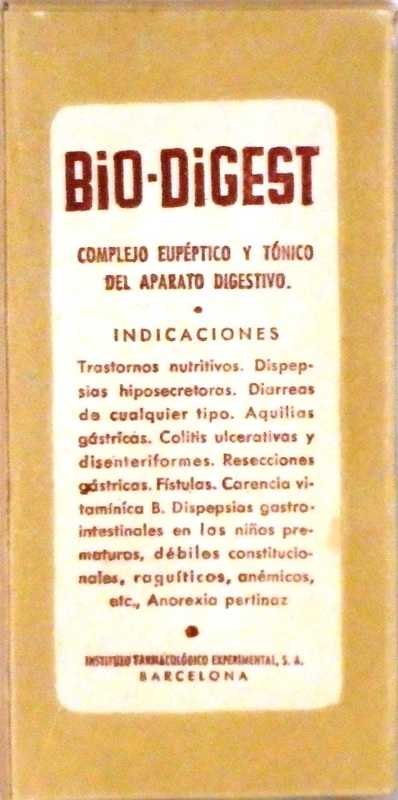 BiO-DiGEST
COMPLEJO EUPÉPTICO Y TÓNICO
DEL APARATO DIGESTIVO.
•
INDICACIONES
Trastornos nutritivos. Dispep-
sias hiposecretoras. Diarreas
de cualquier tipo. Aquilias
gástricas. Colitis ulcerativas y
disenteriformes. Resecciones
gástricas. Fístulas. Carencia vi-
tamínica B. Dispepsias gastro-
intestinales en los niños pre-
maturos, débiles constitucio-
nales, raquíticos, anémicos,
etc., Anorexia pertinaz
•
INSTITUTO FARMACOLÓGICO EXPERIMENTAL, S. A.
BARCELONA